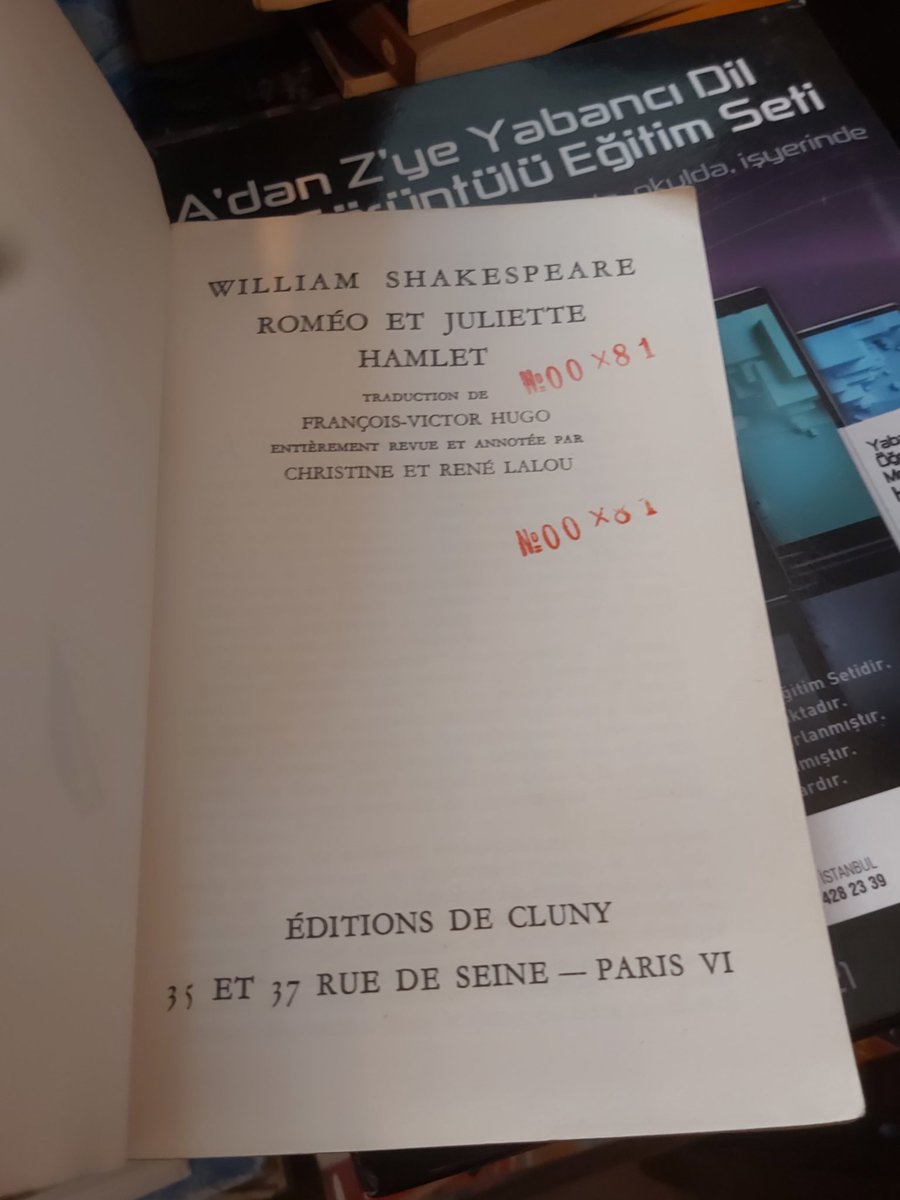 A'dan Z'ye Yabancı Dil
Görüntülü Eğitim Seti
okulda, işyerinde
WILLIAM SHAKESPEARE
ROMÉO ET JULIETTE
HAMLET
№00×81
TRADUCTION DE
FRANÇOIS-VICTOR HUGO
ENTIÈREMENT REVUE ET ANNOTÉE PAR
CHRISTINE ET RENÉ LALOU
№00×81
ÉDITIONS DE CLUNY
35 ET 37 RUE DE SEINE — PARIS VI
ğitim Setidir.
ktadır.
rlanmıştır.
mıştır.
ardır.
İSTANBUL
428 23 39